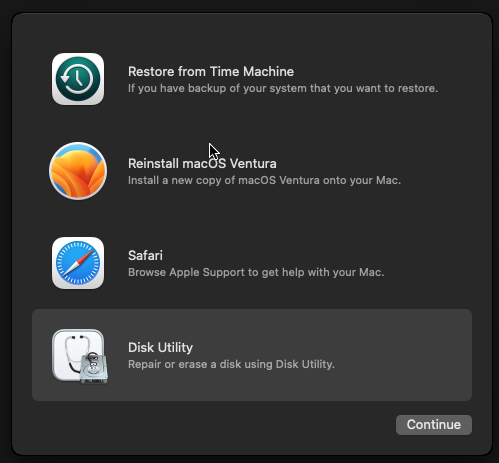 Restore from Time Machine
If you have backup of your system that you want to restore.
Reinstall macOS Ventura
Install a new copy of macOS Ventura onto your Mac.
Safari
Browse Apple Support to get help with your Mac.
Disk Utility
Repair or erase a disk using Disk Utility.
Continue